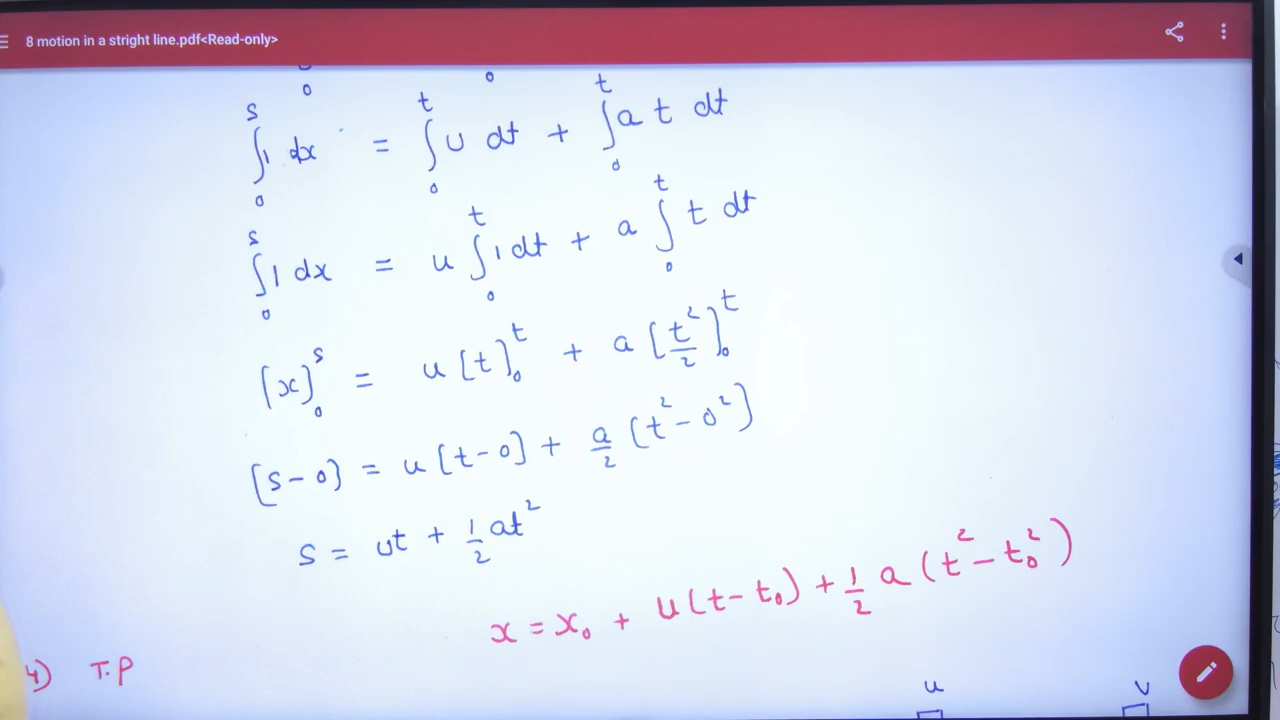 8 motion in a stright line.pdf<Read-only>
0 0
∫₀ˢ 1 dx = ∫₀ᵗ u dt + ∫₀ᵗ a t dt
∫₀ˢ 1 dx = u ∫₀ᵗ 1 dt + a ∫₀ᵗ t dt
[x]₀ˢ = u [t]₀ᵗ + a [t²/2]₀ᵗ
[s-0] = u [t-0] + a/2 (t² - 0²)
s = ut + 1/2 at²
x = x₀ + u(t-t₀) + 1/2 a (t² - t₀²)
4) T.P
u v